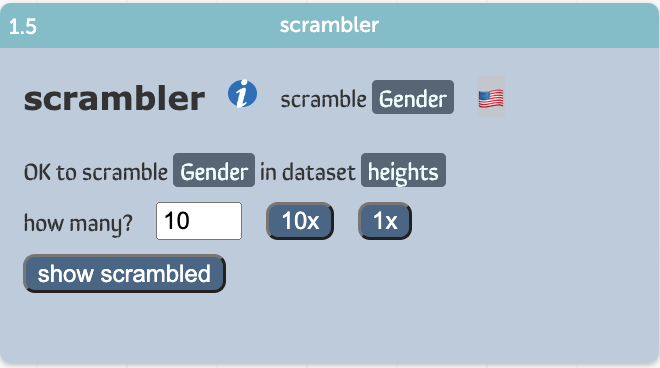 1.5 scrambler
scrambler i scramble Gender
OK to scramble Gender in dataset heights
how many? 10 10x 1x
show scrambled